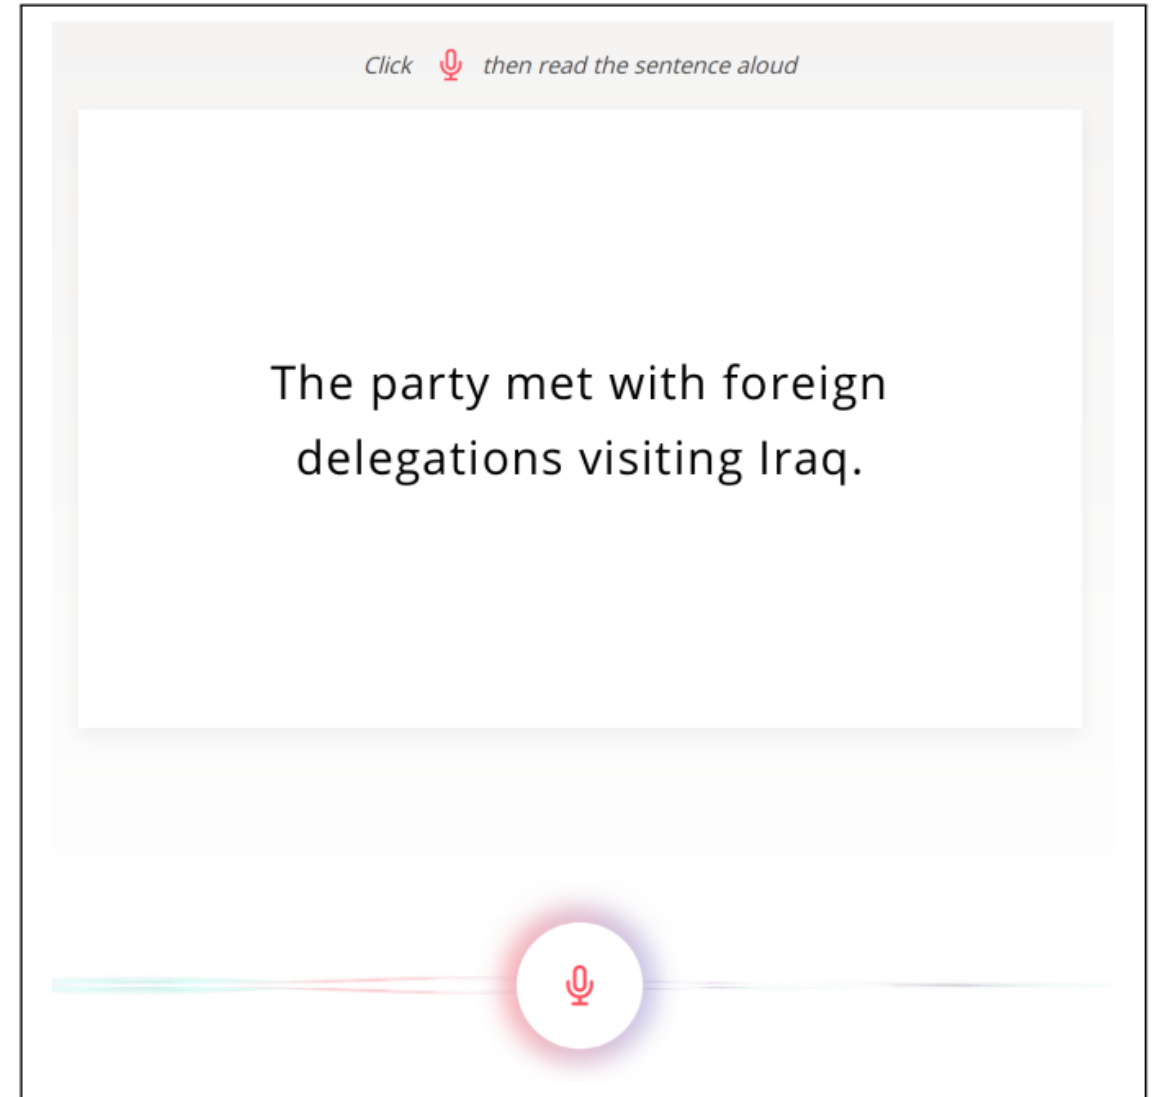 Click then read the sentence aloud
The party met with foreign
delegations visiting Iraq.